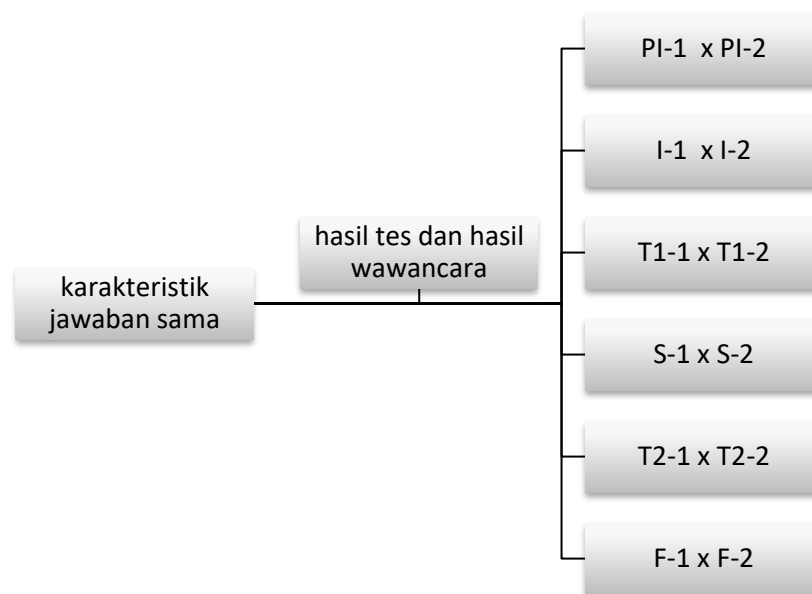 karakteristik
jawaban sama
hasil tes dan hasil
wawancara
PI-1 x PI-2
I-1 x I-2
T1-1 x T1-2
S-1 x S-2
T2-1 x T2-2
F-1 x F-2